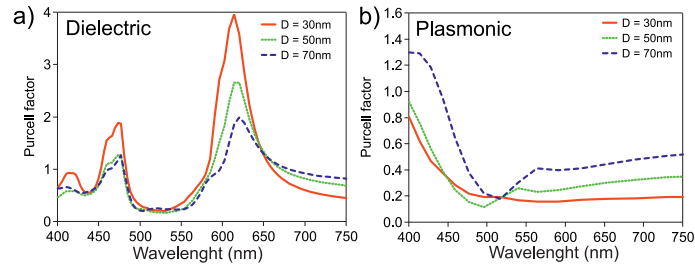 a)
Dielectric
D = 30nm
D = 50nm
D = 70nm
Purcell factor
4
3
2
1
0
400 450 500 550 600 650 700 750
Wavelenght (nm)
b)
Plasmonic
D = 30nm
D = 50nm
D = 70nm
Purcell factor
1.6
1.4
1.2
1.0
0.8
0.6
0.4
0.2
0.0
400 450 500 550 600 650 700 750
Wavelenght (nm)